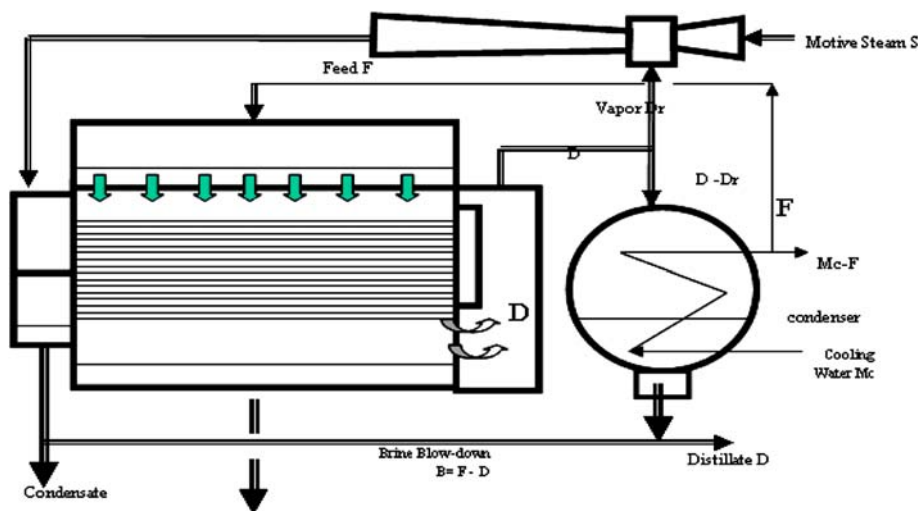 Motive Steam S
Feed F
Vapor Dr
D
D -Dr
F
Mc-F
D
condenser
Cooling
Water Mc
Brine Blow-down
B= F - D
Distillate D
Condensate